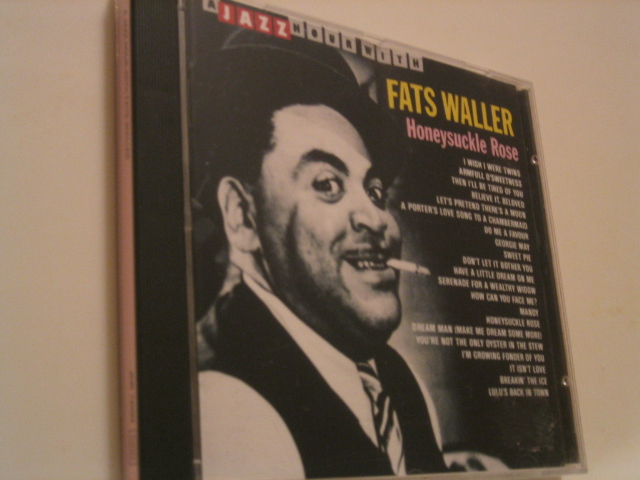 A JAZZ HOUR WITH
FATS WALLER
Honeysuckle Rose
I WISH I WERE TWINS
ARMFULL O'SWEETNESS
THEN I'LL BE TIRED OF YOU
BELIEVE IT, BELOVED
LET'S PRETEND THERE'S A MOON
A PORTER'S LOVE SONG TO A CHAMBERMAID
DO ME A FAVOUR
GEORGIE MAY
SWEET PIE
DON'T LET IT BOTHER YOU
HAVE A LITTLE DREAM ON ME
SERENADE FOR A WEALTHY WIDOW
HOW CAN YOU FACE ME?
MANDY
HONEYSUCKLE ROSE
DREAM MAN (MAKE ME DREAM SOME MORE)
YOU'RE NOT THE ONLY OYSTER IN THE STEW
I'M GROWING FONDER OF YOU
IT ISN'T LOVE
BREAKIN' THE ICE
LULU'S BACK IN TOWN